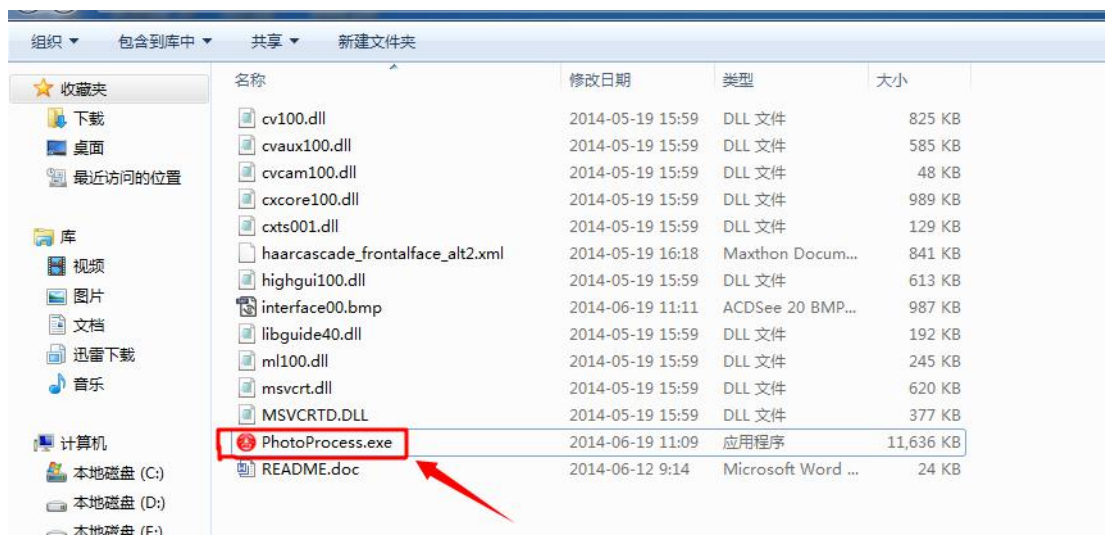 组织 包含到库中 共享 新建文件夹
收藏夹
下载
桌面
最近访问的位置
库
视频
图片
文档
迅雷下载
音乐
计算机
本地磁盘 (C:)
本地磁盘 (D:)
本地磁盘 (E:)
名称 修改日期 类型 大小
cv100.dll 2014-05-19 15:59 DLL 文件 825 KB
cvaux100.dll 2014-05-19 15:59 DLL 文件 585 KB
cvcam100.dll 2014-05-19 15:59 DLL 文件 48 KB
cxcore100.dll 2014-05-19 15:59 DLL 文件 989 KB
cxts001.dll 2014-05-19 15:59 DLL 文件 129 KB
haarcascade_frontalface_alt2.xml 2014-05-19 16:18 Maxthon Docum... 841 KB
highgui100.dll 2014-05-19 15:59 DLL 文件 613 KB
interface00.bmp 2014-06-19 11:11 ACDSee 20 BMP... 987 KB
libguide40.dll 2014-05-19 15:59 DLL 文件 192 KB
ml100.dll 2014-05-19 15:59 DLL 文件 245 KB
msvcrt.dll 2014-05-19 15:59 DLL 文件 620 KB
MSVCRTD.DLL 2014-05-19 15:59 DLL 文件 377 KB
PhotoProcess.exe 2014-06-19 11:09 应用程序 11,636 KB
README.doc 2014-06-12 9:14 Microsoft Word ... 24 KB